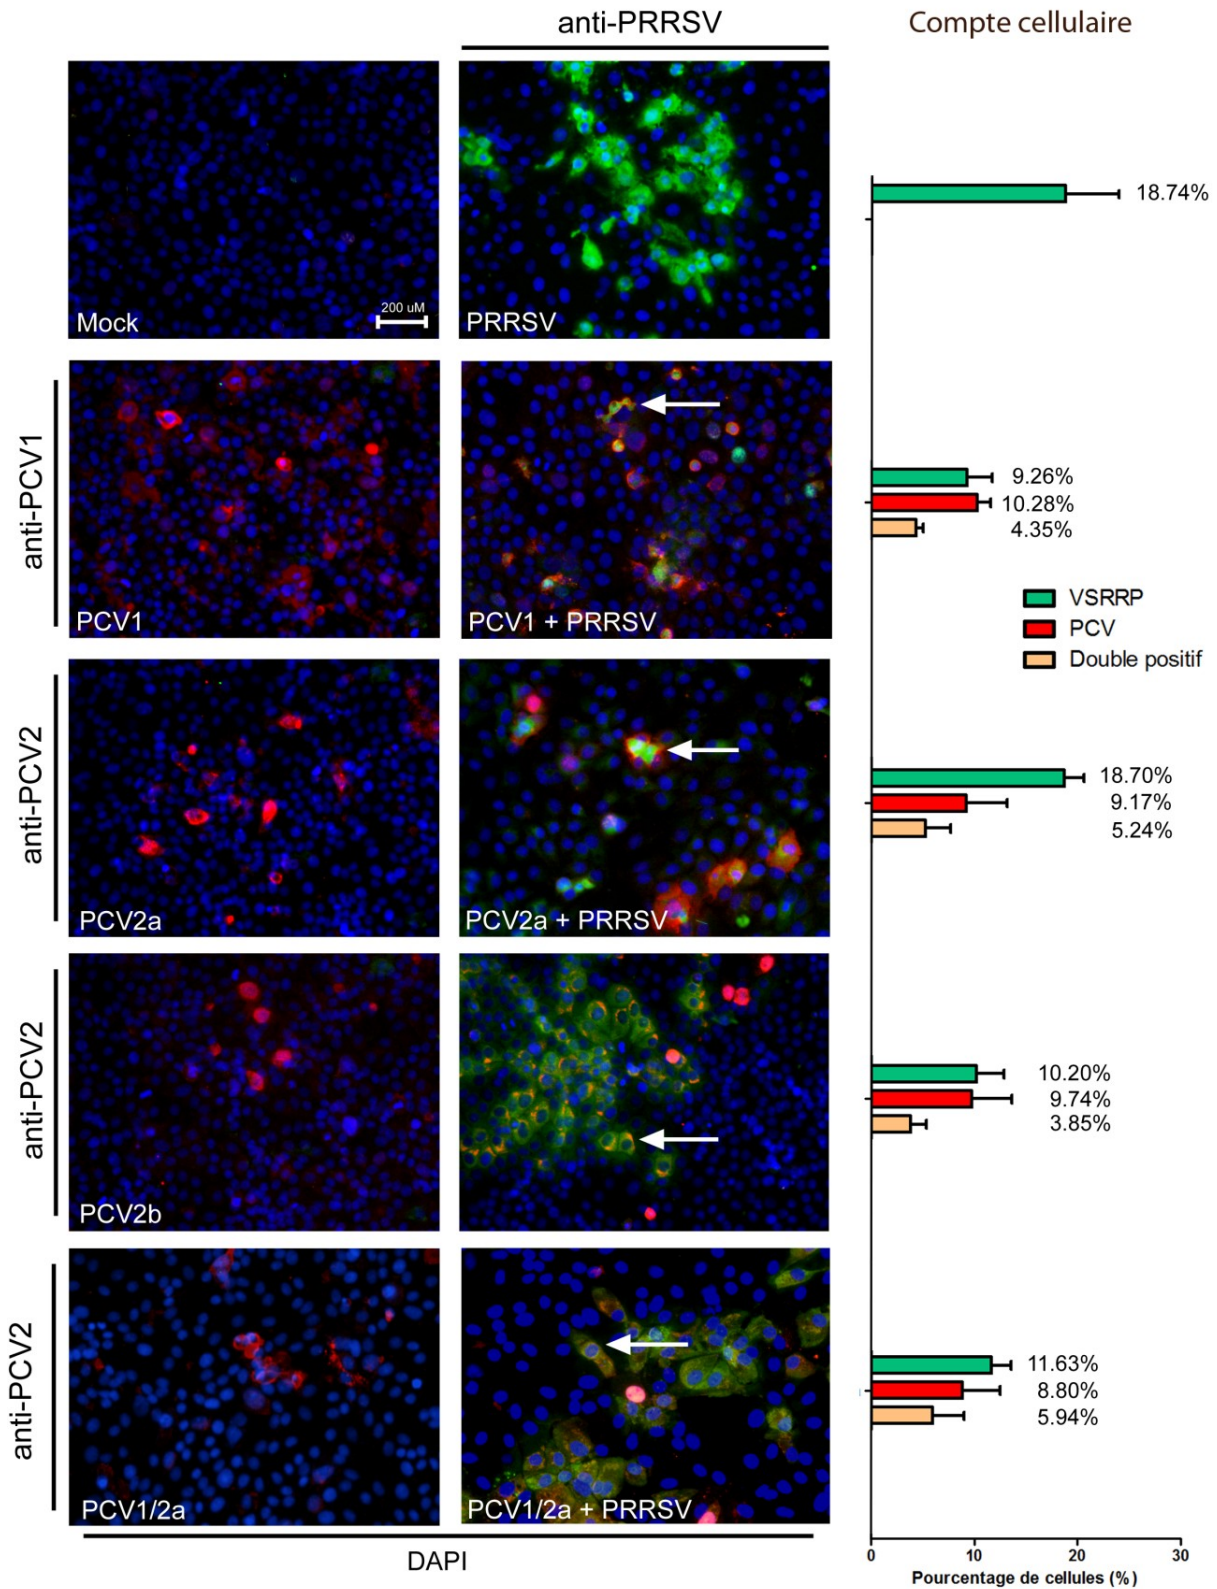 anti-PRRSV
Compte cellulaire
Mock
200 uM
PRRSV
18.74%
anti-PCV1
PCV1
PCV1 + PRRSV
9.26%
10.28%
4.35%
VSRRP
PCV
Double positif
anti-PCV2
PCV2a
PCV2a + PRRSV
18.70%
9.17%
5.24%
anti-PCV2
PCV2b
10.20%
9.74%
3.85%
anti-PCV2
PCV1/2a
PCV1/2a + PRRSV
11.63%
8.80%
5.94%
DAPI
0 10 20 30
Pourcentage de cellules (%)